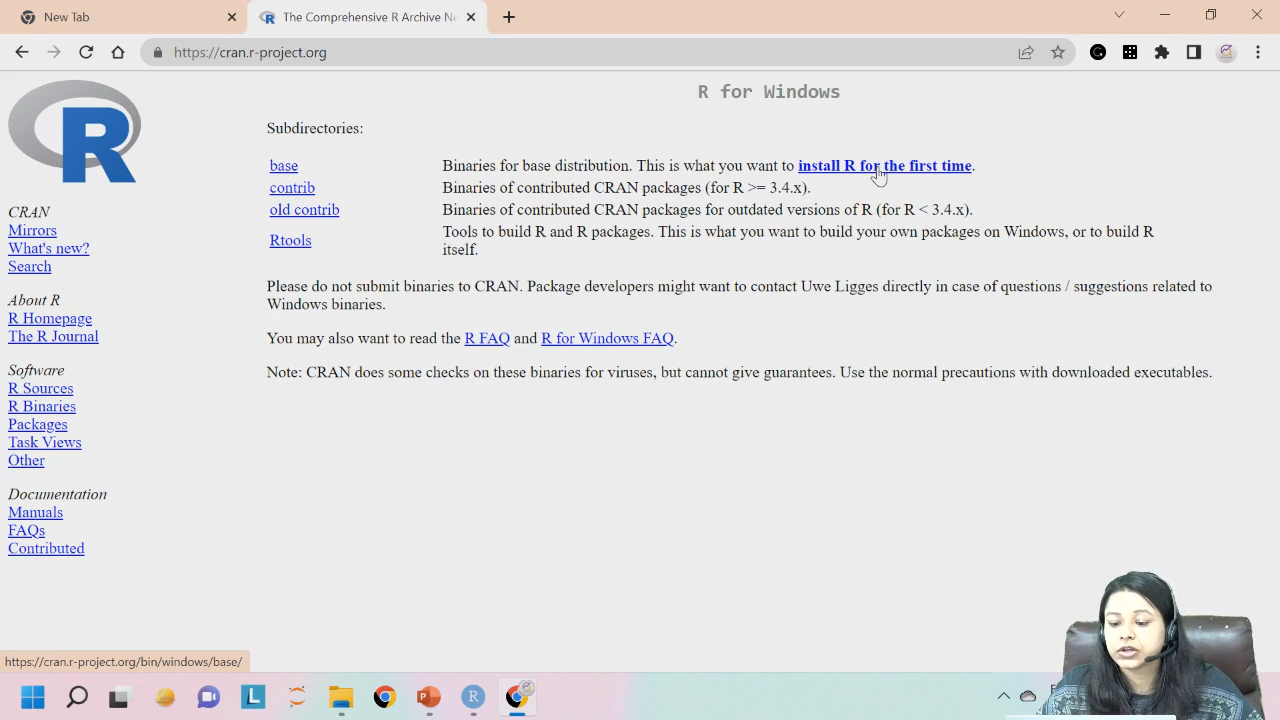 New Tab
The Comprehensive R Archive Ne
https://cran.r-project.org
R
CRAN
Mirrors
What's new?
Search
About R
R Homepage
The R Journal
Software
R Sources
R Binaries
Packages
Task Views
Other
Documentation
Manuals
FAQs
Contributed
R for Windows
Subdirectories:
base Binaries for base distribution. This is what you want to install R for the first time.
contrib Binaries of contributed CRAN packages (for R >= 3.4.x).
old contrib Binaries of contributed CRAN packages for outdated versions of R (for R < 3.4.x).
Rtools Tools to build R and R packages. This is what you want to build your own packages on Windows, or to build R
itself.
Please do not submit binaries to CRAN. Package developers might want to contact Uwe Ligges directly in case of questions / suggestions related to
Windows binaries.
You may also want to read the R FAQ and R for Windows FAQ.
Note: CRAN does some checks on these binaries for viruses, but cannot give guarantees. Use the normal precautions with downloaded executables.
https://cran.r-project.org/bin/windows/base/
L
P
R